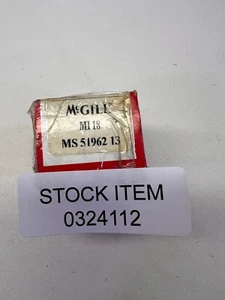 McGILL
MI 18
MS 51962 13
STOCK ITEM
0324112